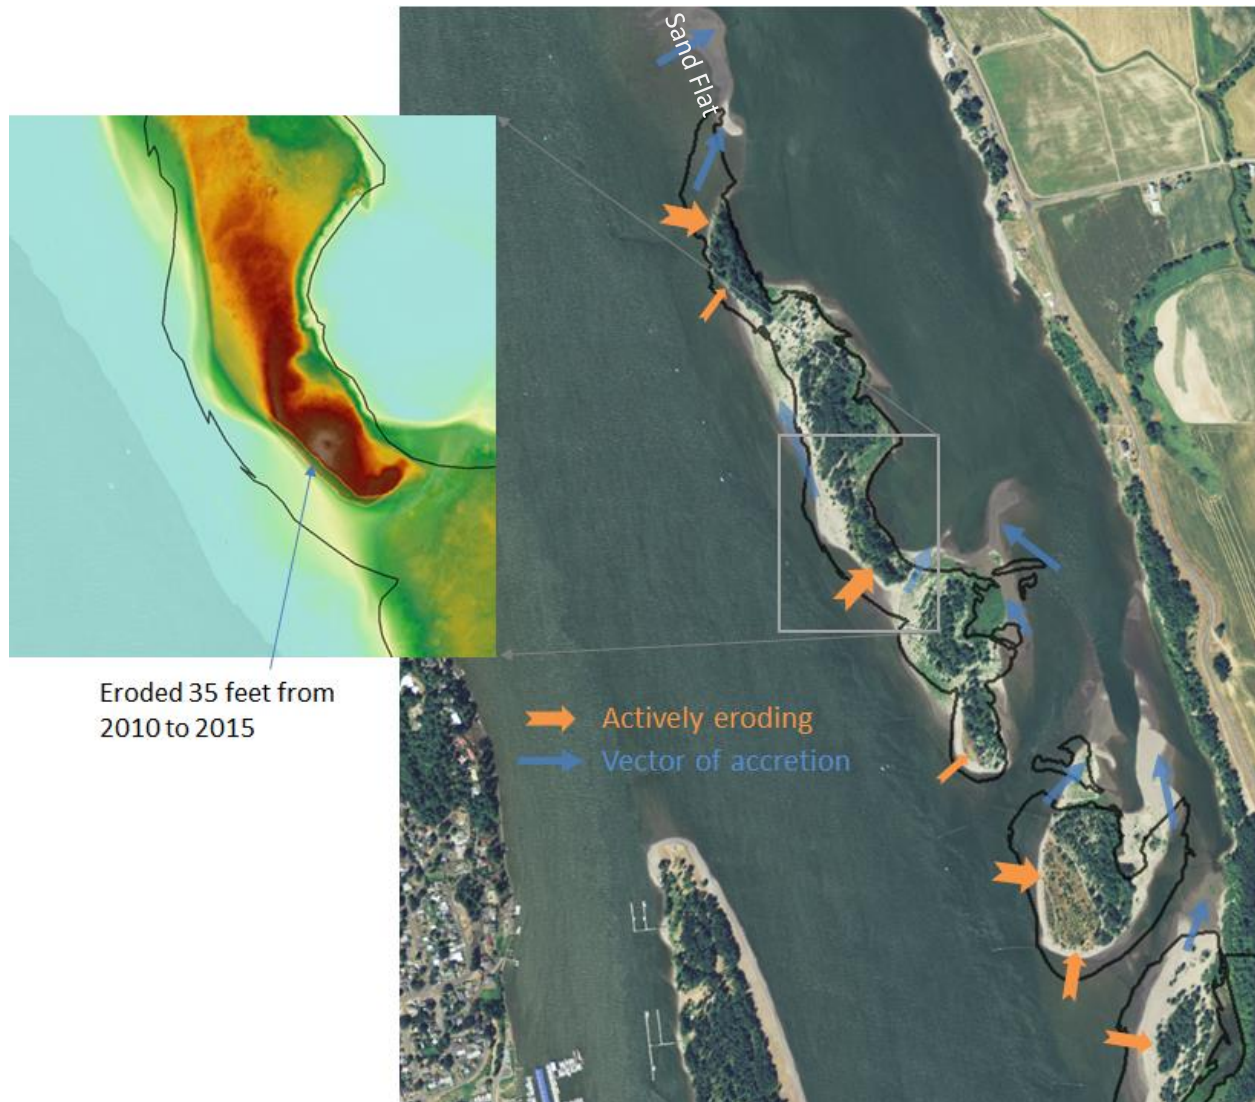 Sand Flat
Eroded 35 feet from
2010 to 2015
Actively eroding
Vector of accretion